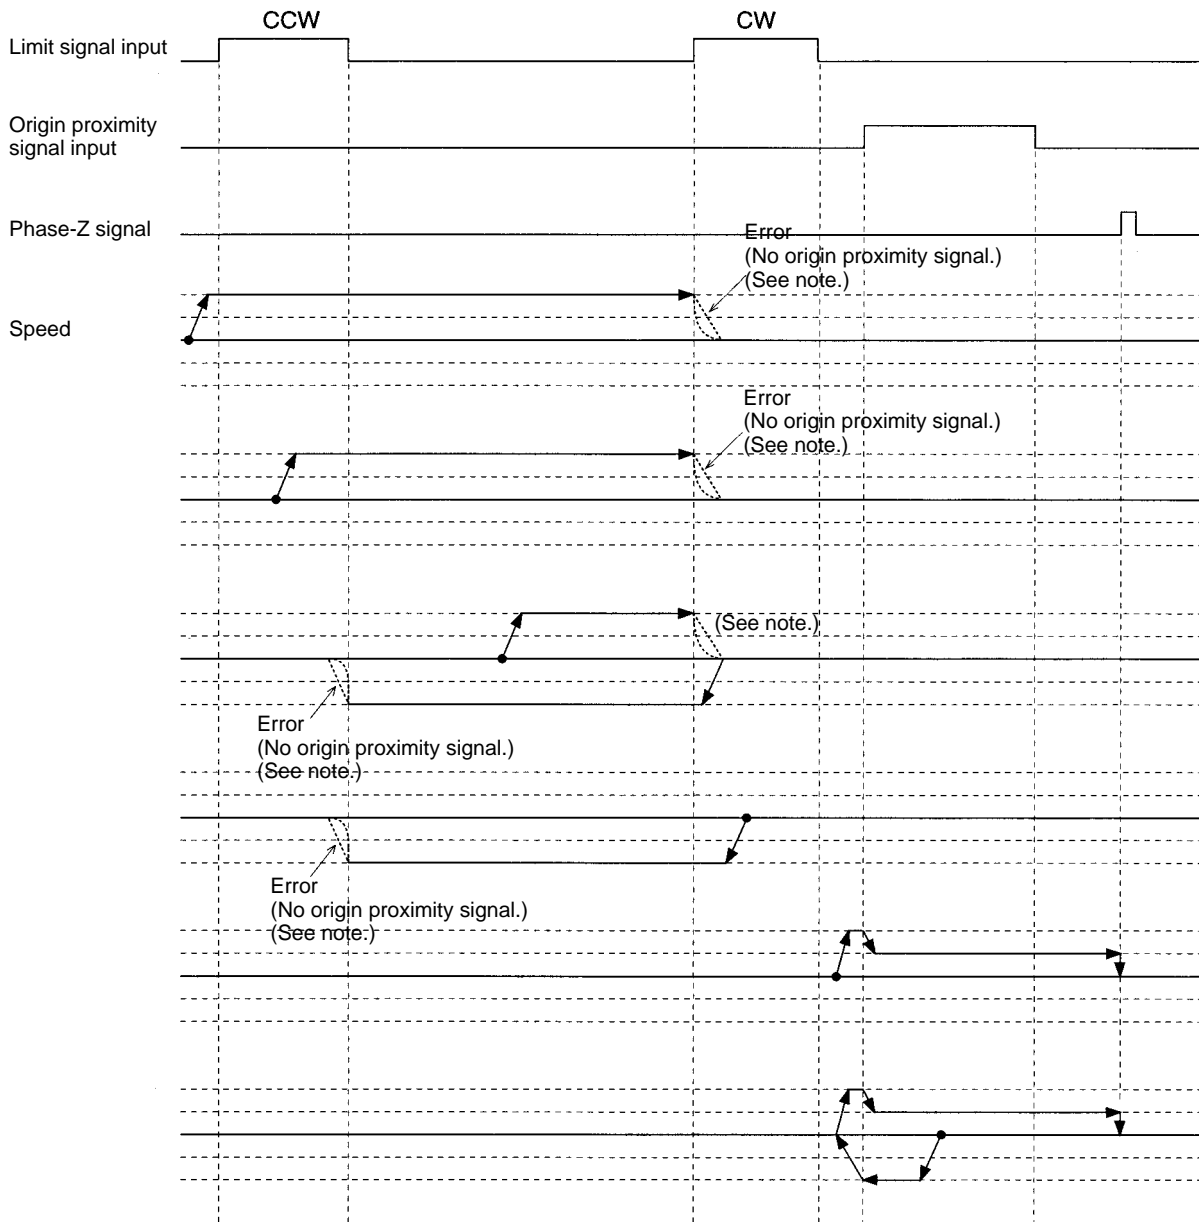 CCW
CW
Limit signal input
Origin proximity
signal input
Phase-Z signal
Error
(No origin proximity signal.)
(See note.)
Speed
Error
(No origin proximity signal.)
(See note.)
(See note.)
Error
(No origin proximity signal.)
(See note.)
Error
(No origin proximity signal.)
(See note.)